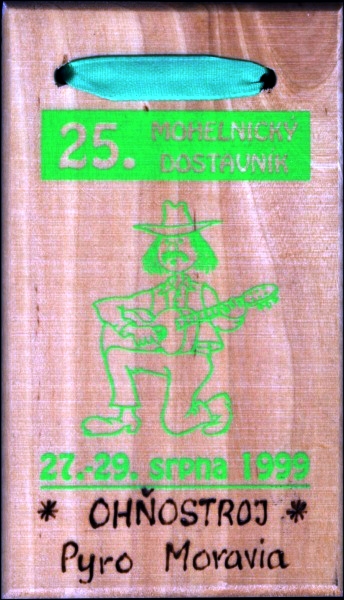 25. MOHELNICKÝ
DOSTAVNÍK
27.-29. srpna 1999
* OHŇOSTROJ *
Pyro Moravia